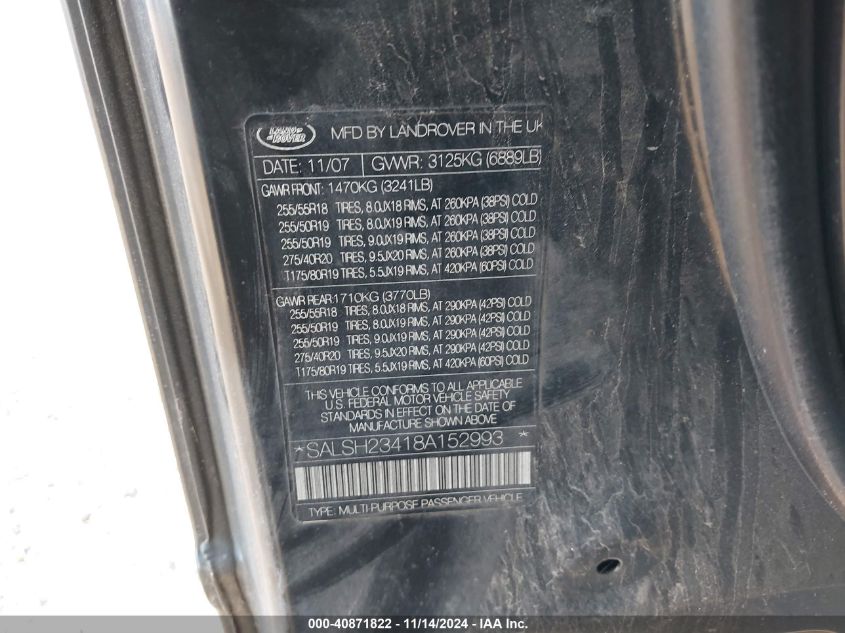 LAND ROVER
MFD BY LANDROVER IN THE UK
DATE: 11/07 GVWR: 3125KG (6889LB)
GAWR FRONT: 1470KG (3241LB)
255/55R18 TIRES, 8.0JX18 RIMS, AT 260KPA (38PSI) COLD
255/50R19 TIRES, 8.0JX19 RIMS, AT 260KPA (38PSI) COLD
255/50R19 TIRES, 9.0JX19 RIMS, AT 260KPA (38PSI) COLD
275/40R20 TIRES, 9.5JX20 RIMS, AT 260KPA (38PSI) COLD
T175/80R19 TIRES, 5.5JX19 RIMS, AT 420KPA (60PSI) COLD
GAWR REAR: 1710KG (3770LB)
255/55R18 TIRES, 8.0JX18 RIMS, AT 290KPA (42PSI) COLD
255/50R19 TIRES, 8.0JX19 RIMS, AT 290KPA (42PSI) COLD
255/50R19 TIRES, 9.0JX19 RIMS, AT 290KPA (42PSI) COLD
275/40R20 TIRES, 9.5JX20 RIMS, AT 290KPA (42PSI) COLD
T175/80R19 TIRES, 5.5JX19 RIMS, AT 420KPA (60PSI) COLD
THIS VEHICLE CONFORMS TO ALL APPLICABLE
U.S. FEDERAL MOTOR VEHICLE SAFETY
STANDARDS IN EFFECT ON THE DATE OF
MANUFACTURE SHOWN ABOVE
*SALSH23418A152993 *
TYPE: MULTI-PURPOSE PASSENGER VEHICLE
000-40871822 - 11/14/2024 - IAAI.com